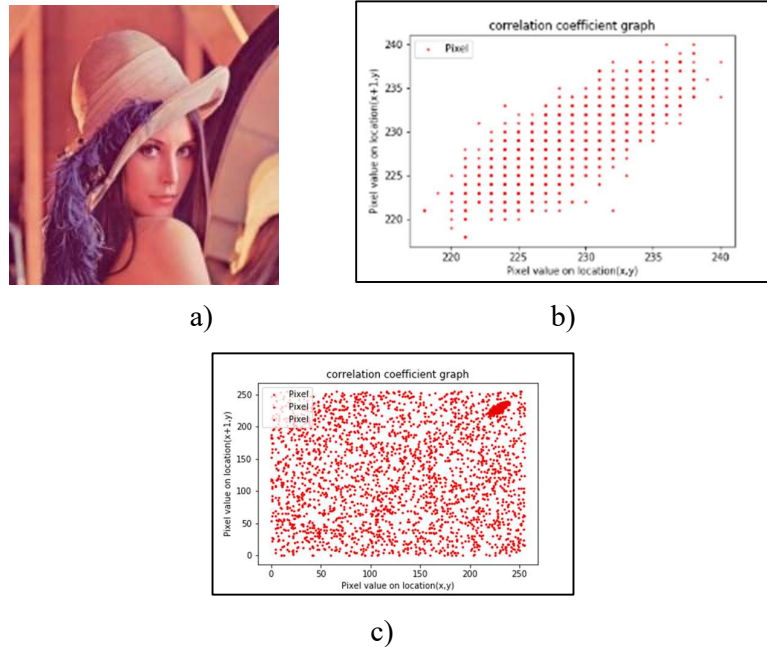 correlation coefficient graph
Pixel
Pixel value on location(x+1,y)
240
235
230
225
220
220 225 230 235 240
Pixel value on location(x,y)
a)
b)
correlation coefficient graph
Pixel
Pixel
Pixel
Pixel value on location(x+1,y)
250
200
150
100
50
0
0 50 100 150 200 250
Pixel value on location(x,y)
c)